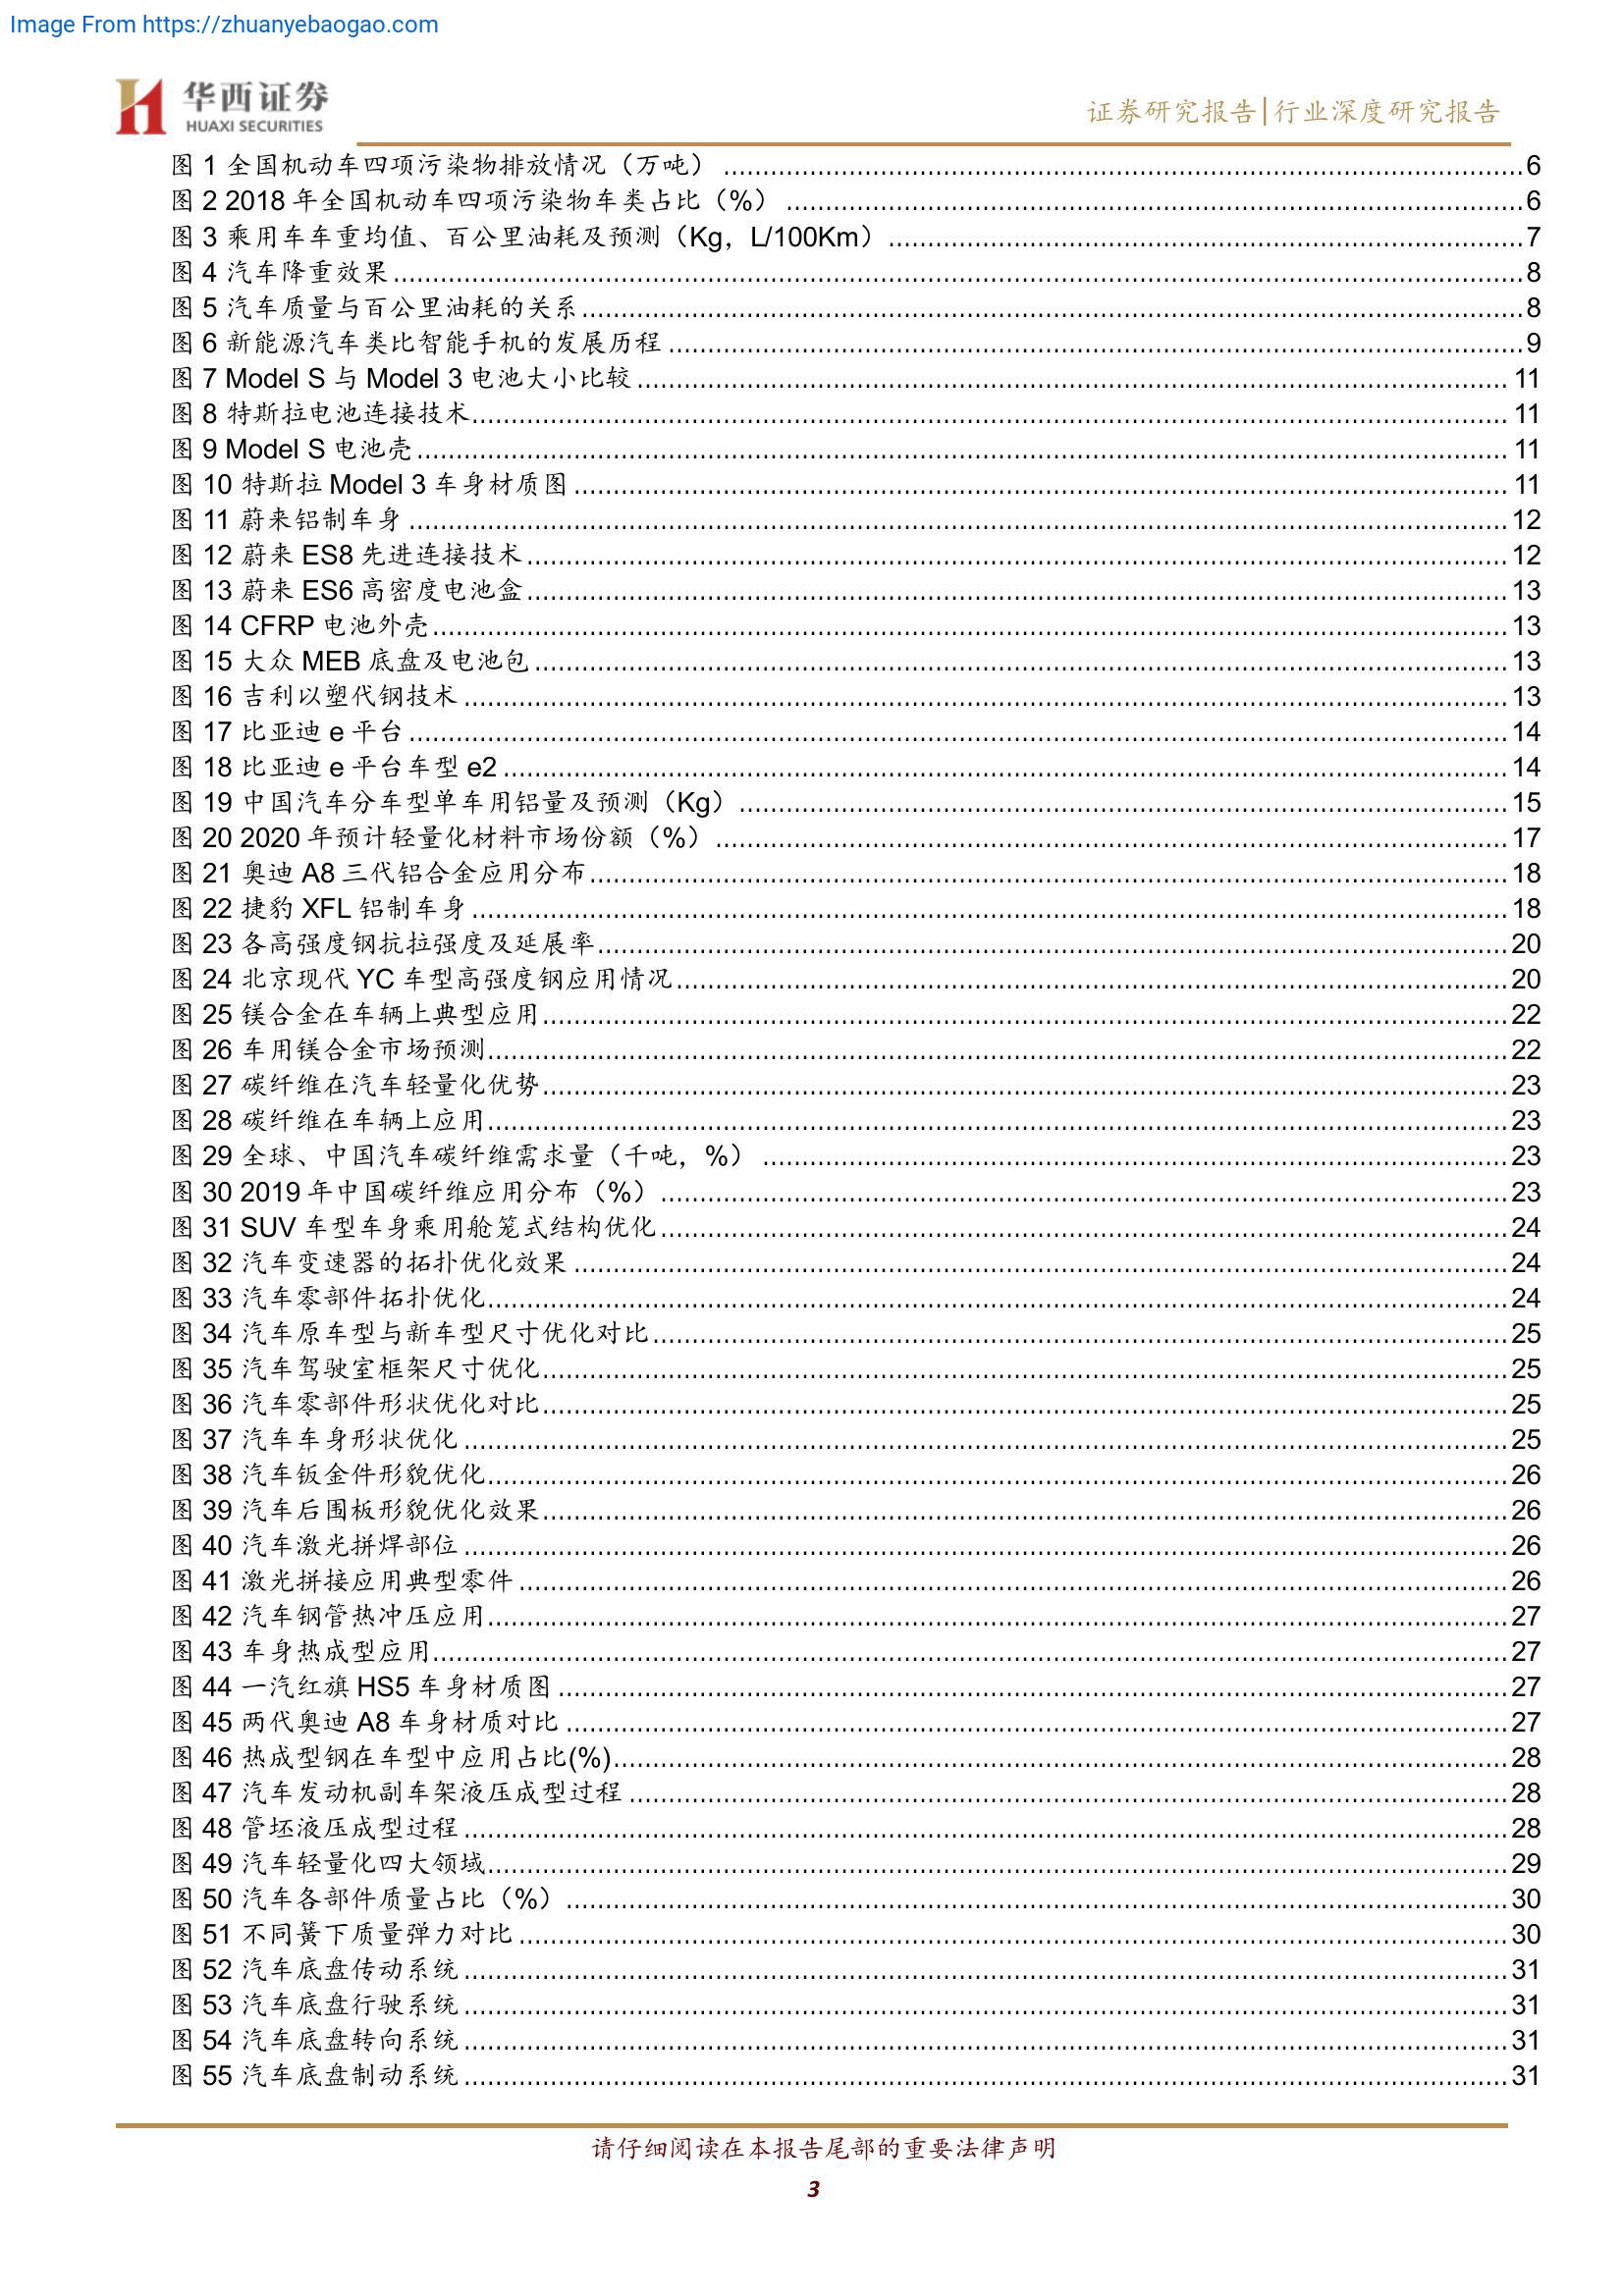 Image From https://zhuanyebaogao.com
华西证券
HUAXI SECURITIES
证券研究报告|行业深度研究报告
图 1 全国机动车四项污染物排放情况（万吨） ........................................ 6
图 2 2018 年全国机动车四项污染物车类占比（%） ........................................ 6
图 3 乘用车车重均值、百公里油耗及预测（Kg，L/100Km） ........................................ 7
图 4 汽车降重效果 ........................................ 8
图 5 汽车质量与百公里油耗的关系 ........................................ 8
图 6 新能源汽车类比智能手机的发展历程 ........................................ 9
图 7 Model S 与 Model 3 电池大小比较 ........................................ 11
图 8 特斯拉电池连接技术 ........................................ 11
图 9 Model S 电池壳 ........................................ 11
图 10 特斯拉 Model 3 车身材质图 ........................................ 11
图 11 蔚来铝制车身 ........................................ 12
图 12 蔚来 ES8 先进连接技术 ........................................ 12
图 13 蔚来 ES6 高密度电池盒 ........................................ 13
图 14 CFRP 电池外壳 ........................................ 13
图 15 大众 MEB 底盘及电池包 ........................................ 13
图 16 吉利以塑代钢技术 ........................................ 13
图 17 比亚迪 e 平台 ........................................ 14
图 18 比亚迪 e 平台车型 e2 ........................................ 14
图 19 中国汽车分车型单车用铝量及预测（Kg） ........................................ 15
图 20 2020 年预计轻量化材料市场份额（%） ........................................ 17
图 21 奥迪 A8 三代铝合金应用分布 ........................................ 18
图 22 捷豹 XFL 铝制车身 ........................................ 18
图 23 各高强度钢抗拉强度及延展率 ........................................ 20
图 24 北京现代 YC 车型高强度钢应用情况 ........................................ 20
图 25 镁合金在车辆上典型应用 ........................................ 22
图 26 车用镁合金市场预测 ........................................ 22
图 27 碳纤维在汽车轻量化优势 ........................................ 23
图 28 碳纤维在车辆上应用 ........................................ 23
图 29 全球、中国汽车碳纤维需求量（千吨，%） ........................................ 23
图 30 2019 年中国碳纤维应用分布（%） ........................................ 23
图 31 SUV 车型车身乘用舱笼式结构优化 ........................................ 24
图 32 汽车变速器的拓扑优化效果 ........................................ 24
图 33 汽车零部件拓扑优化 ........................................ 24
图 34 汽车原车型与新车型尺寸优化对比 ........................................ 25
图 35 汽车驾驶室框架尺寸优化 ........................................ 25
图 36 汽车零部件形状优化对比 ........................................ 25
图 37 汽车车身形状优化 ........................................ 25
图 38 汽车钣金件形貌优化 ........................................ 26
图 39 汽车后围板形貌优化效果 ........................................ 26
图 40 汽车激光拼焊部位 ........................................ 26
图 41 激光拼接应用典型零件 ........................................ 26
图 42 汽车钢管热冲压应用 ........................................ 27
图 43 车身热成型应用 ........................................ 27
图 44 一汽红旗 HS5 车身材质图 ........................................ 27
图 45 两代奥迪 A8 车身材质对比 ........................................ 27
图 46 热成型钢在车型中应用占比(%) ........................................ 28
图 47 汽车发动机副车架液压成型过程 ........................................ 28
图 48 管坯液压成型过程 ........................................ 28
图 49 汽车轻量化四大领域 ........................................ 29
图 50 汽车各部件质量占比（%） ........................................ 30
图 51 不同簧下质量弹力对比 ........................................ 30
图 52 汽车底盘传动系统 ........................................ 31
图 53 汽车底盘行驶系统 ........................................ 31
图 54 汽车底盘转向系统 ........................................ 31
图 55 汽车底盘制动系统 ........................................ 31
请仔细阅读在本报告尾部的重要法律声明
3